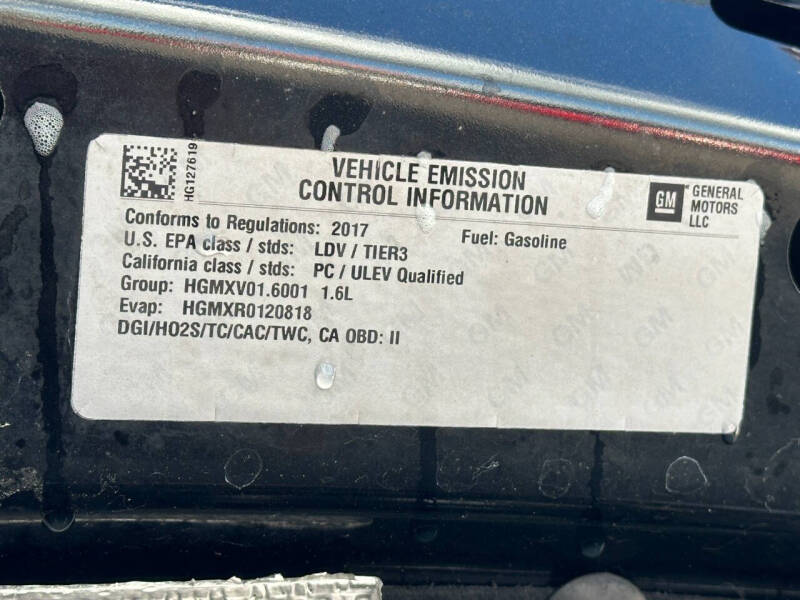 HG127619
VEHICLE EMISSION
CONTROL INFORMATION
GM
GENERAL
MOTORS
LLC
Conforms to Regulations: 2017 Fuel: Gasoline
U.S. EPA class / stds: LDV / TIER3
California class / stds: PC / ULEV Qualified
Group: HGMXV01.6001 1.6L
Evap: HGMXR0120818
DGI/HO2S/TC/CAC/TWC, CA OBD: II